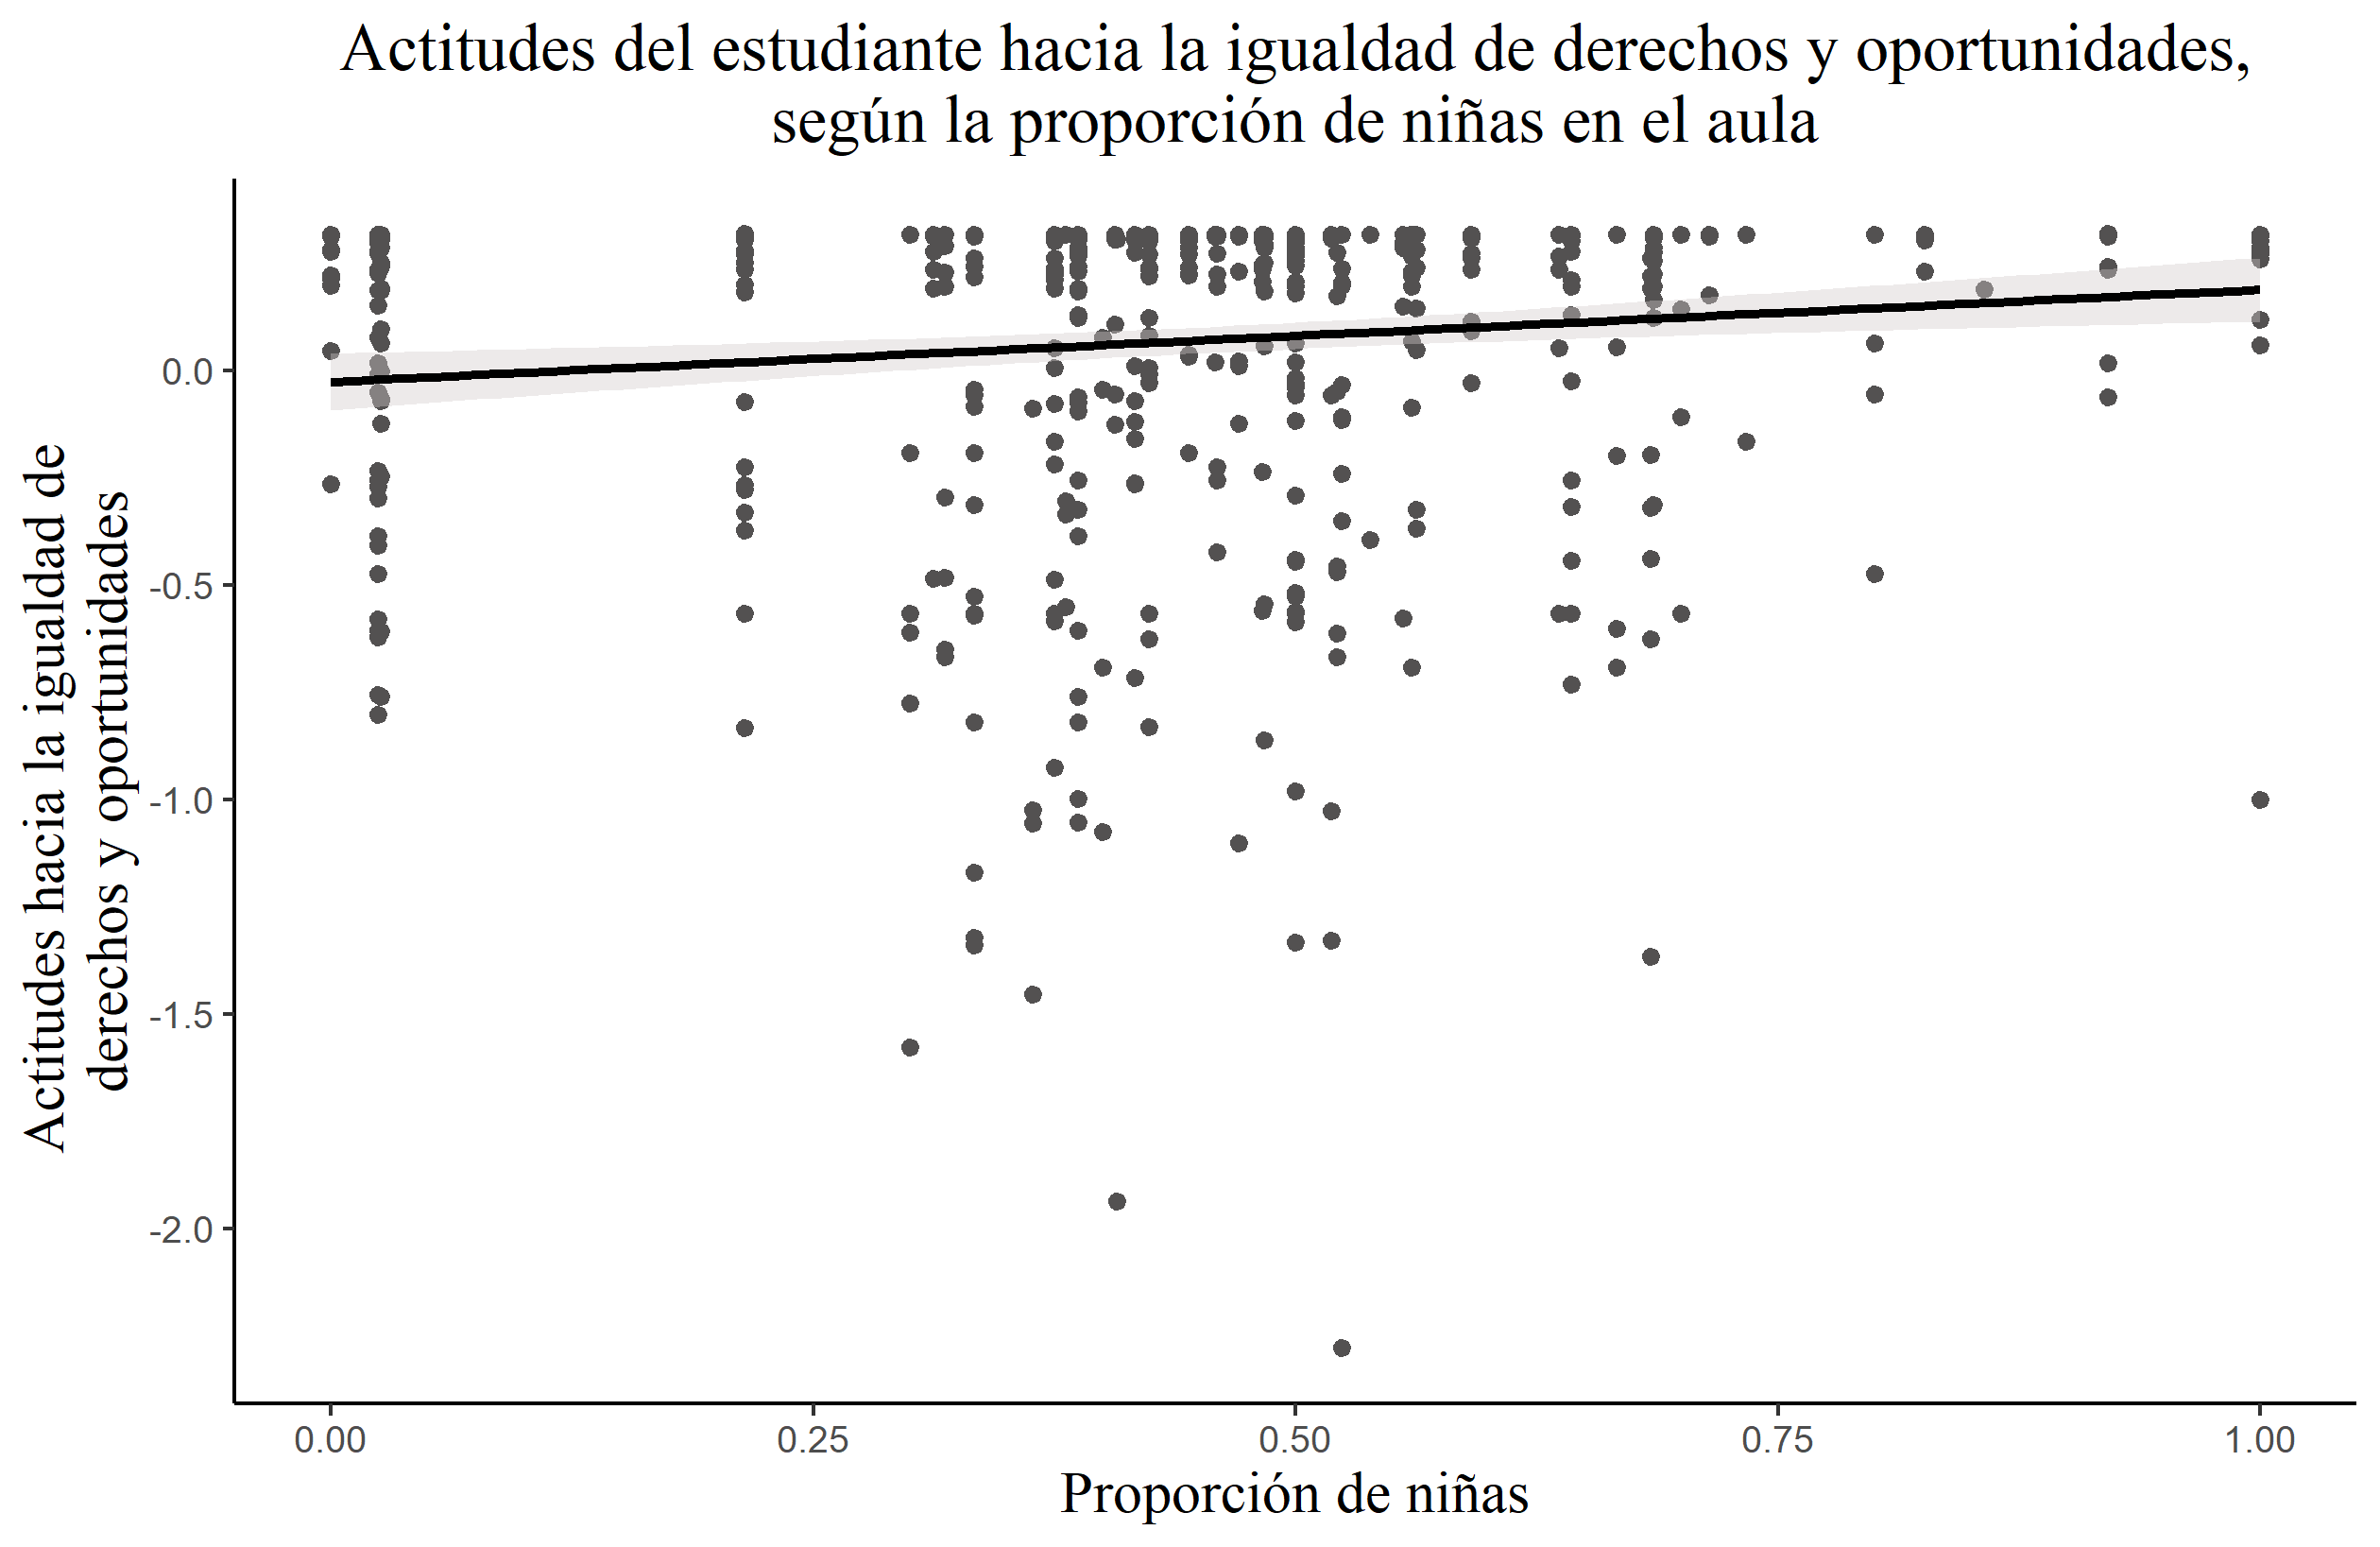 Actitudes del estudiante hacia la igualdad de derechos y oportunidades,
según la proporción de niñas en el aula
Actitudes hacia la igualdad de
derechos y oportunidades
0.0
-0.5
-1.0
-1.5
-2.0
0.00
0.25
0.50
0.75
1.00
Proporción de niñas